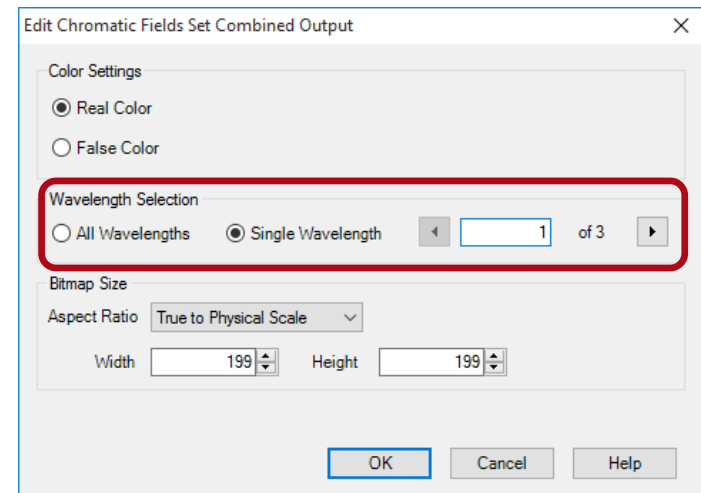 Edit Chromatic Fields Set Combined Output
Color Settings
Real Color
False Color
Wavelength Selection
All Wavelengths Single Wavelength 1 of 3
Bitmap Size
Aspect Ratio True to Physical Scale
Width 199 Height 199
OK Cancel Help